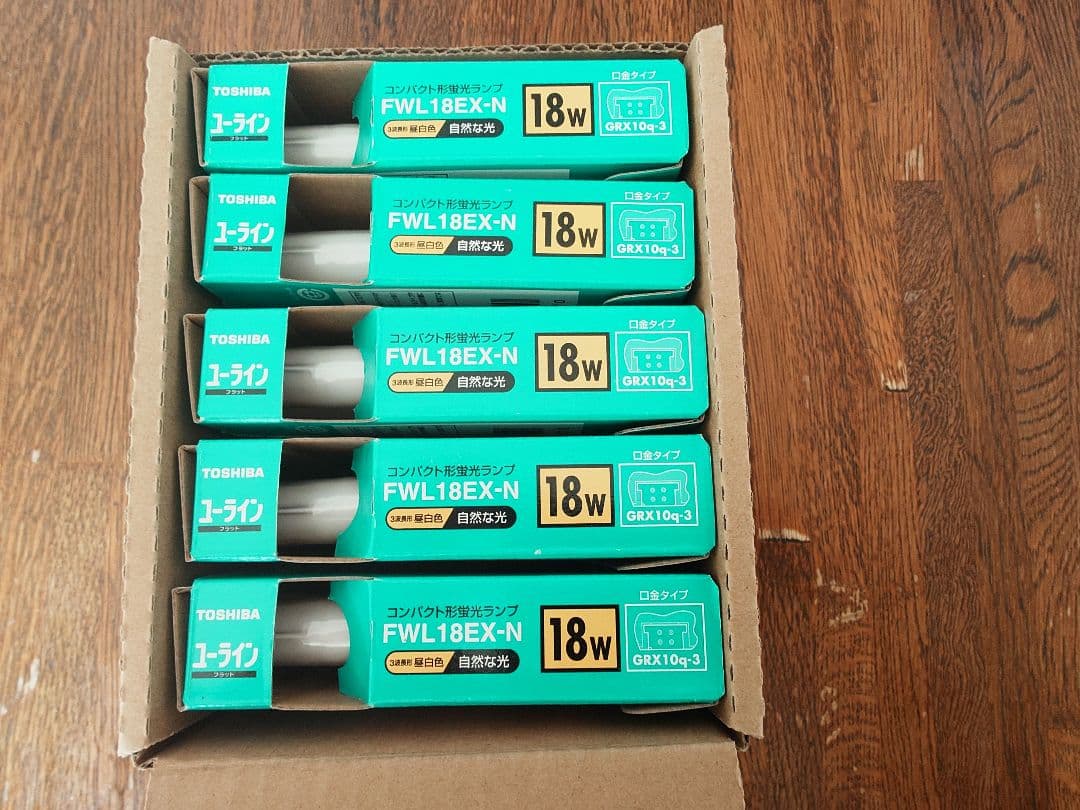 TOSHIBA
ユーライン
フラット
コンパクト形蛍光ランプ
FWL18EX-N
3波長形 昼白色 自然な光
18W
口金タイプ
GRX10q-3
TOSHIBA
ユーライン
フラット
コンパクト形蛍光ランプ
FWL18EX-N
3波長形 昼白色 自然な光
18W
口金タイプ
GRX10q-3
TOSHIBA
ユーライン
フラット
コンパクト形蛍光ランプ
FWL18EX-N
3波長形 昼白色 自然な光
18W
口金タイプ
GRX10q-3
TOSHIBA
ユーライン
フラット
コンパクト形蛍光ランプ
FWL18EX-N
3波長形 昼白色 自然な光
18W
口金タイプ
GRX10q-3
TOSHIBA
ユーライン
フラット
コンパクト形蛍光ランプ
FWL18EX-N
3波長形 昼白色 自然な光
18W
口金タイプ
GRX10q-3